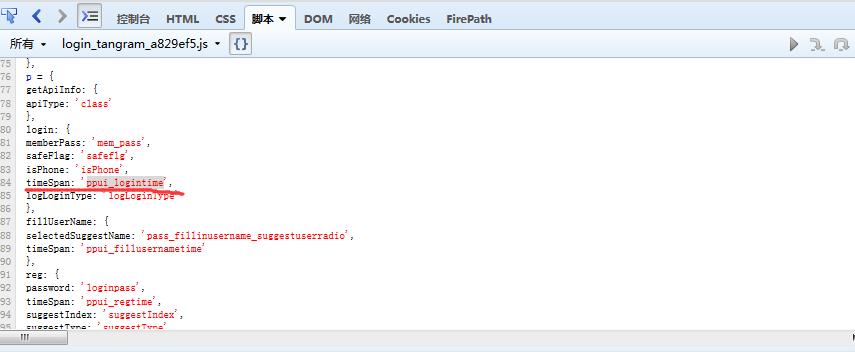 控制台 HTML CSS 脚本 DOM 网络 Cookies FirePath
所有 login_tangram_a829ef5.js {}
75 },
76 p = {
77 getApiInfo: {
78 apiType: 'class'
79 },
80 login: {
81 memberPass: 'mem_pass',
82 safeFlag: 'safeflg',
83 isPhone: 'isPhone',
84 timeSpan: 'ppui_logintime',
85 logLoginType: 'logLoginType'
86 },
87 fillUserName: {
88 selectedSuggestName: 'pass_fillinusername_suggestuserradio',
89 timeSpan: 'ppui_fillusernametime'
90 },
91 reg: {
92 password: 'loginpass',
93 timeSpan: 'ppui_regtime',
94 suggestIndex: 'suggestIndex',
95 suggestType: 'suggestType'